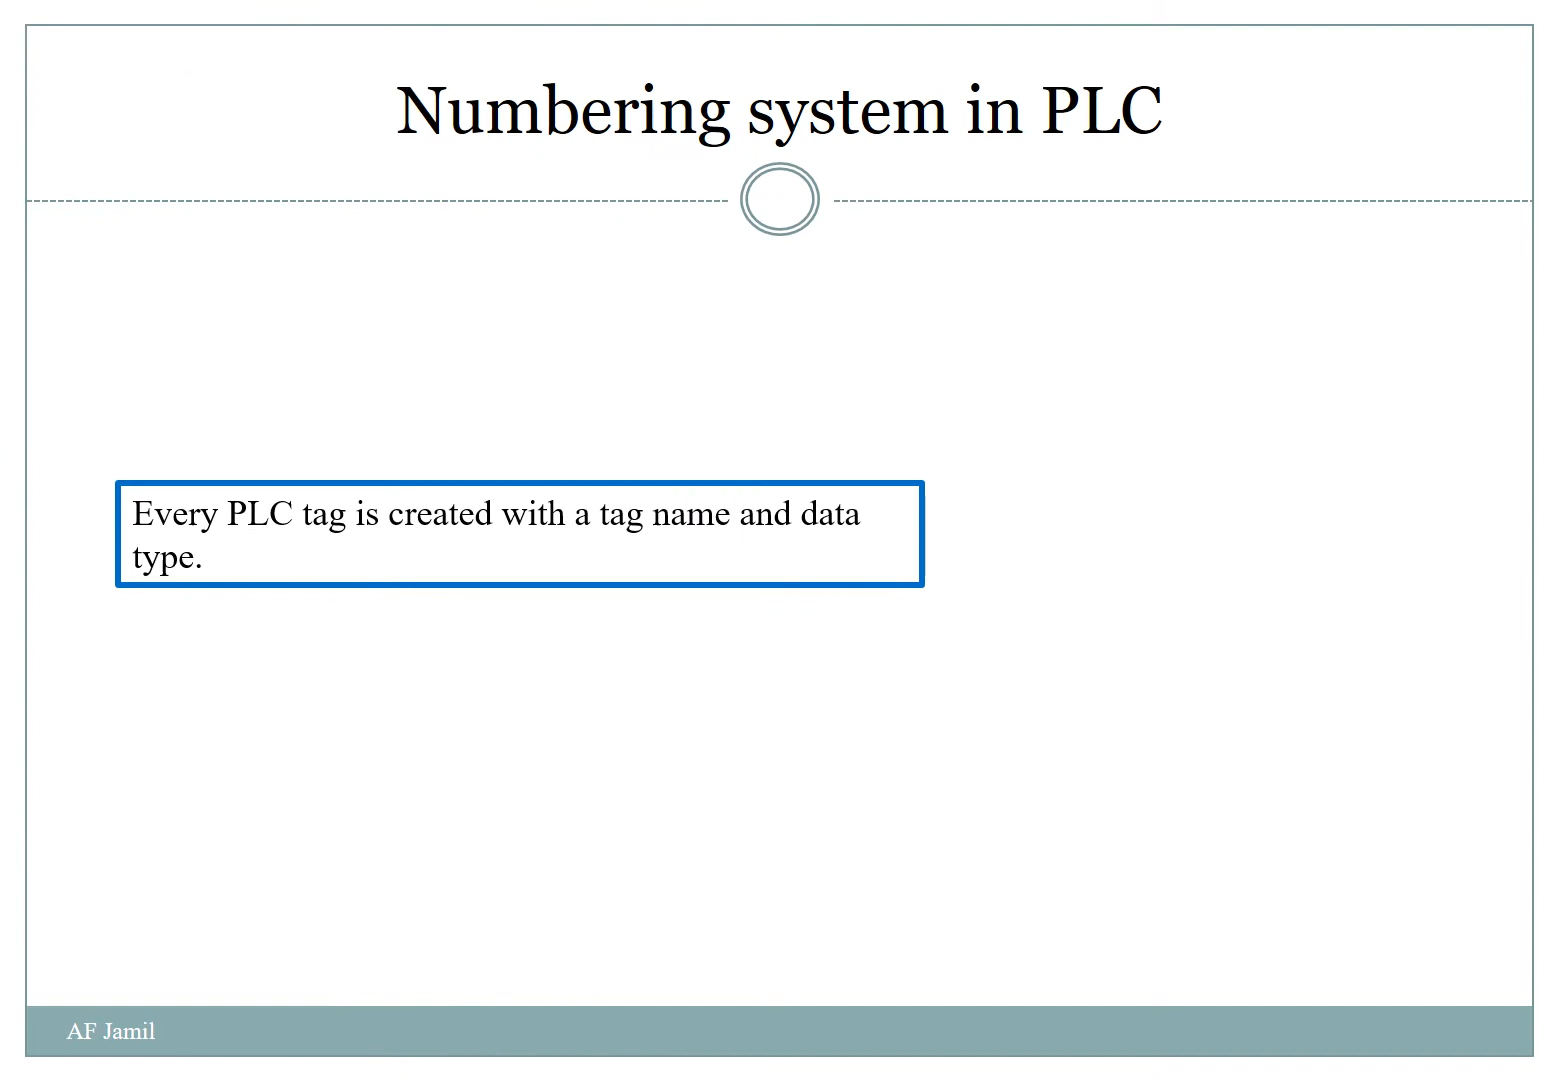 Numbering system in PLC
Every PLC tag is created with a tag name and data
type.
AF Jamil